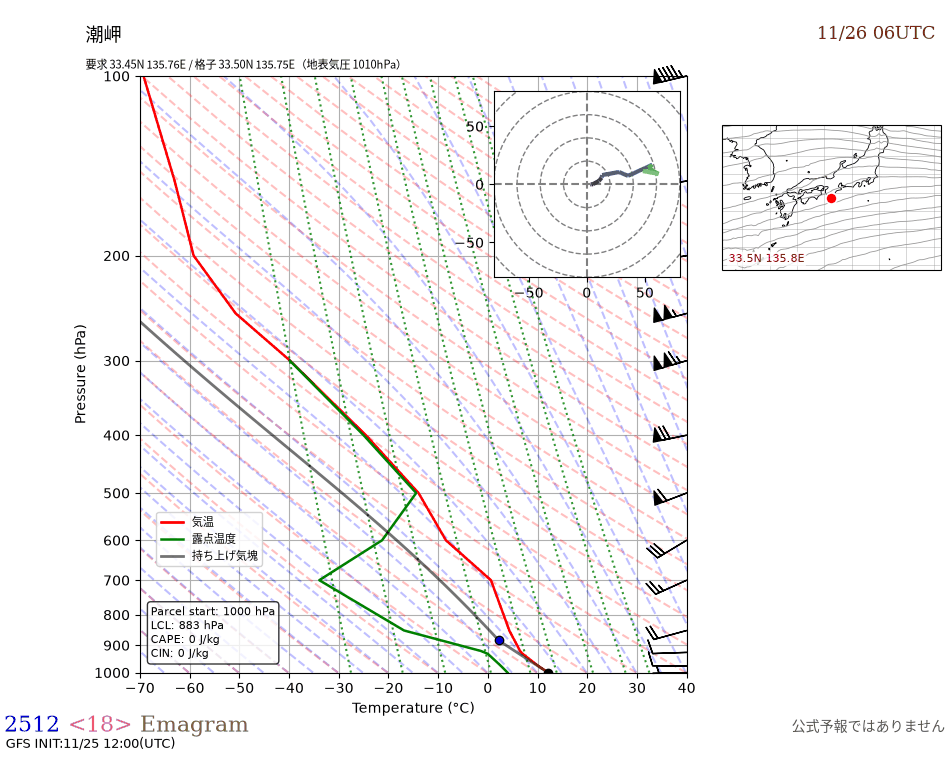 潮岬
11/26 06UTC
要求 33.45N 135.76E / 格子 33.50N 135.75E（地表気圧 1010hPa）
100
200
300
400
500
600
700
800
900
1000
Pressure (hPa)
50
0
−50
−50 0 50
33.5N 135.8E
気温
露点温度
持ち上げ気塊
Parcel start: 1000 hPa
LCL: 883 hPa
CAPE: 0 J/kg
CIN: 0 J/kg
−70 −60 −50 −40 −30 −20 −10 0 10 20 30 40
Temperature (°C)
2512 <18> Emagram
公式予報ではありません
GFS INIT:11/25 12:00(UTC)